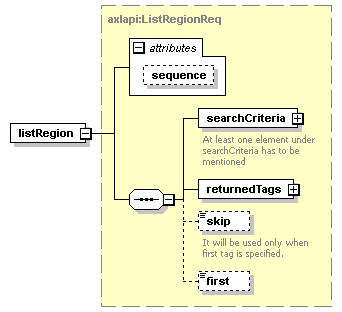 axlapi:ListRegionReq
attributes
sequence
listRegion
searchCriteria
At least one element under
searchCriteria has to be
mentioned
returnedTags
skip
It will be used only when
first tag is specified.
first